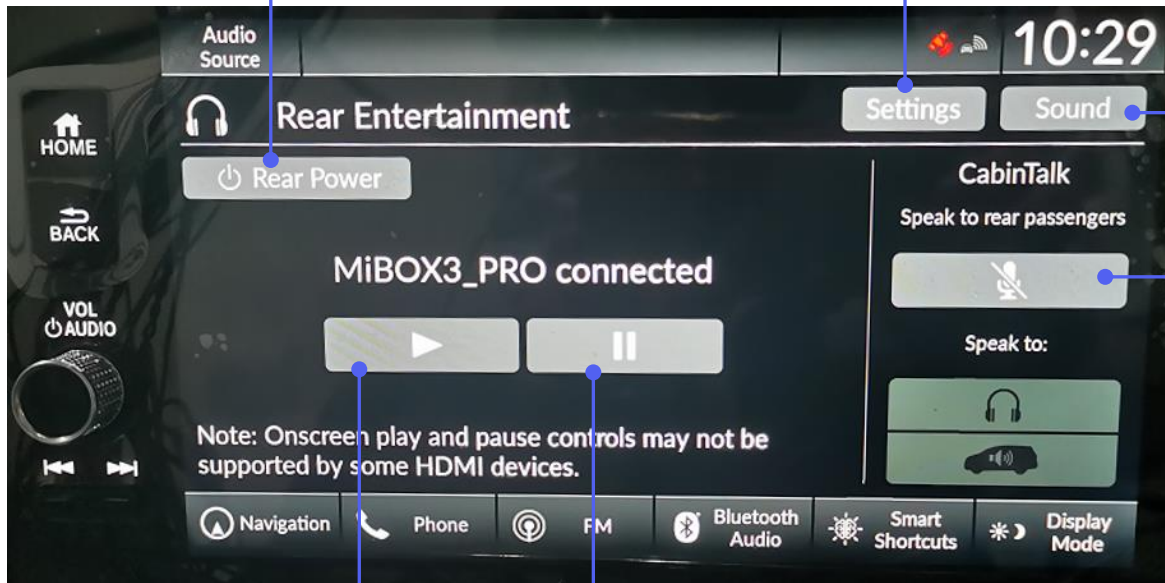 Audio
Source
10:29
HOME
Rear Entertainment
Settings
Sound
Rear Power
CabinTalk
BACK
Speak to rear passengers
MiBOX3_PRO connected
VOL
AUDIO
Speak to:
Note: Onscreen play and pause controls may not be
supported by some HDMI devices.
Navigation
Phone
FM
Bluetooth
Audio
Smart
Shortcuts
Display
Mode